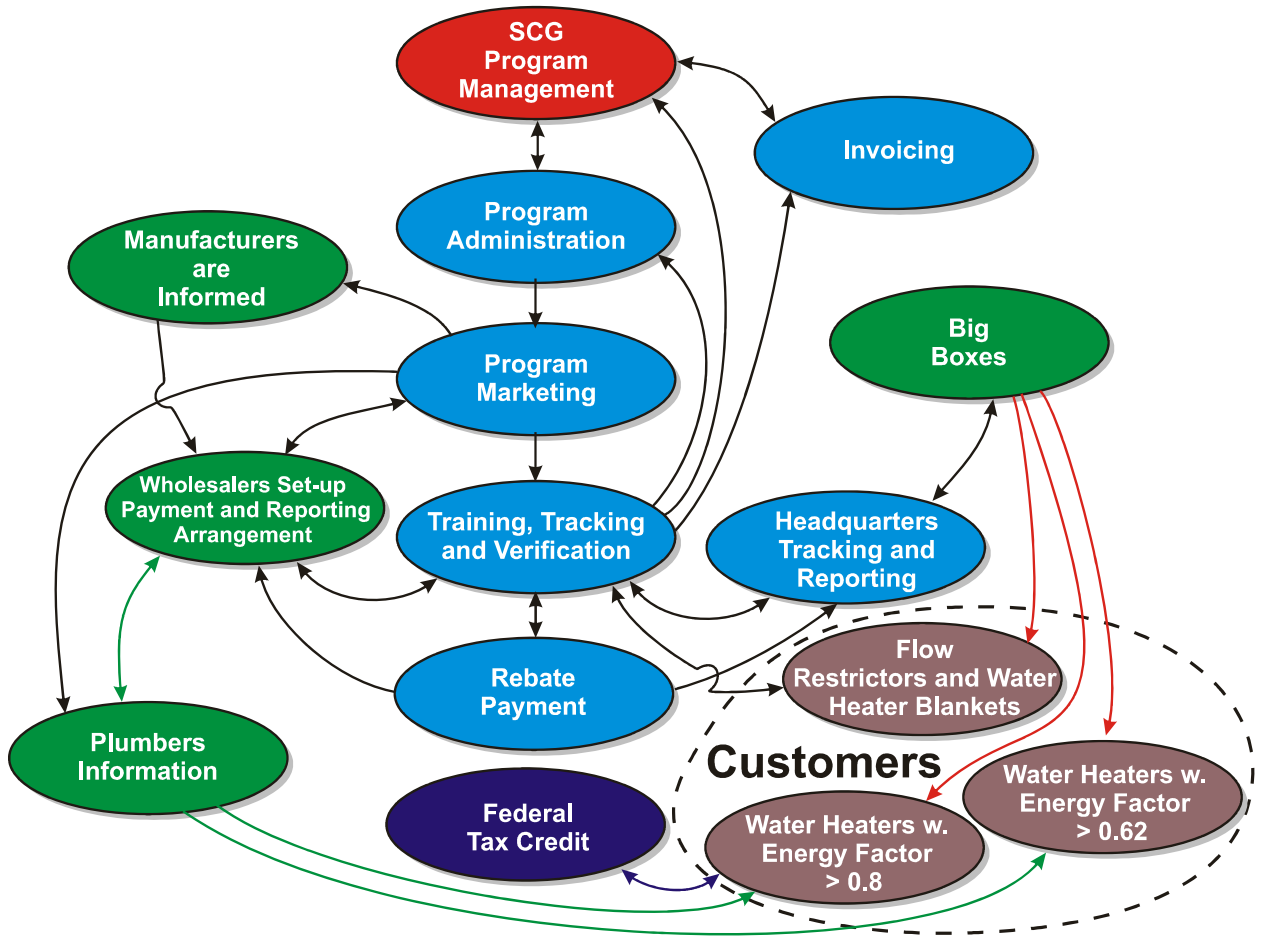 SCG
Program
Management
Invoicing
Program
Administration
Manufacturers
are
Informed
Big
Boxes
Program
Marketing
Wholesalers Set-up
Payment and Reporting
Arrangement
Training, Tracking
and Verification
Headquarters
Tracking and
Reporting
Flow
Restrictors and Water
Heater Blankets
Rebate
Payment
Plumbers
Information
Customers
Water Heaters w.
Energy Factor
> 0.62
Federal
Tax Credit
Water Heaters w.
Energy Factor
> 0.8